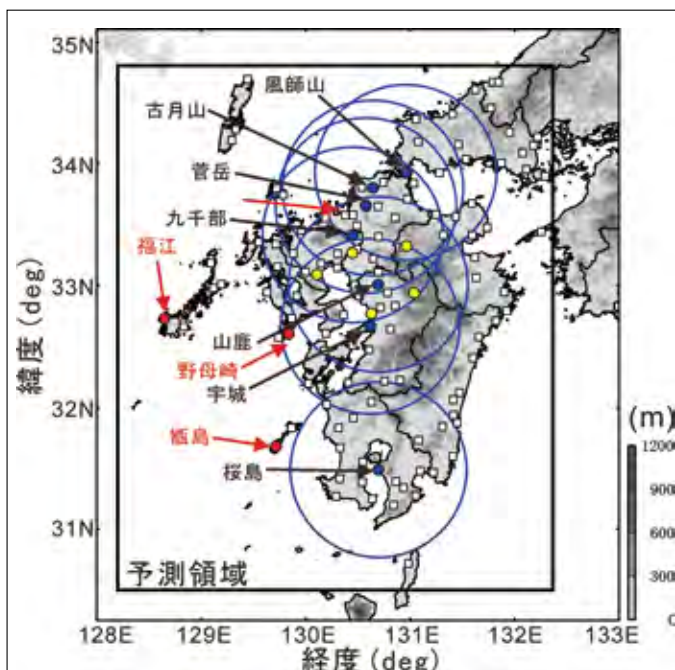 35N
34N
33N
32N
31N
緯度(deg)
風師山
古月山
菅岳
九千部
福江
山鹿
野母崎
宇城
甑島
桜島
予測領域
(m)
1200
900
600
300
0
128E
129E
130E
131E
132E
133E
経度(deg)